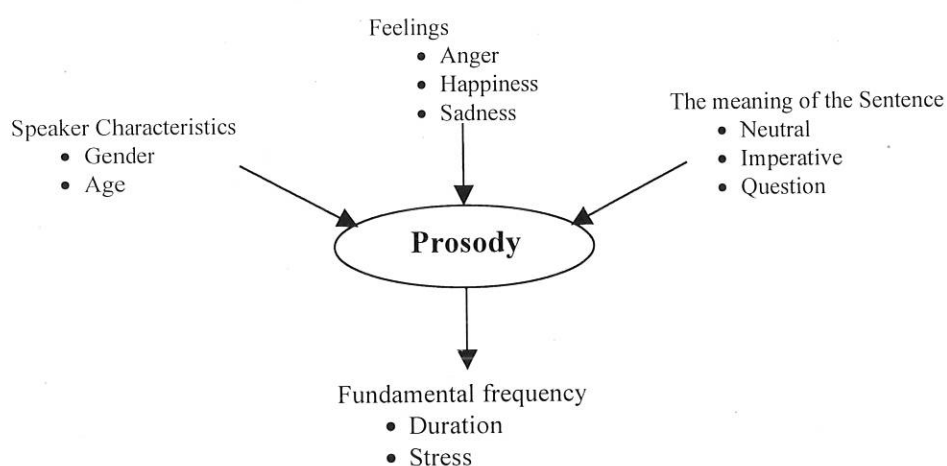 Feelings
• Anger
• Happiness
• Sadness
Speaker Characteristics
• Gender
• Age
The meaning of the Sentence
• Neutral
• Imperative
• Question
Prosody
Fundamental frequency
• Duration
• Stress